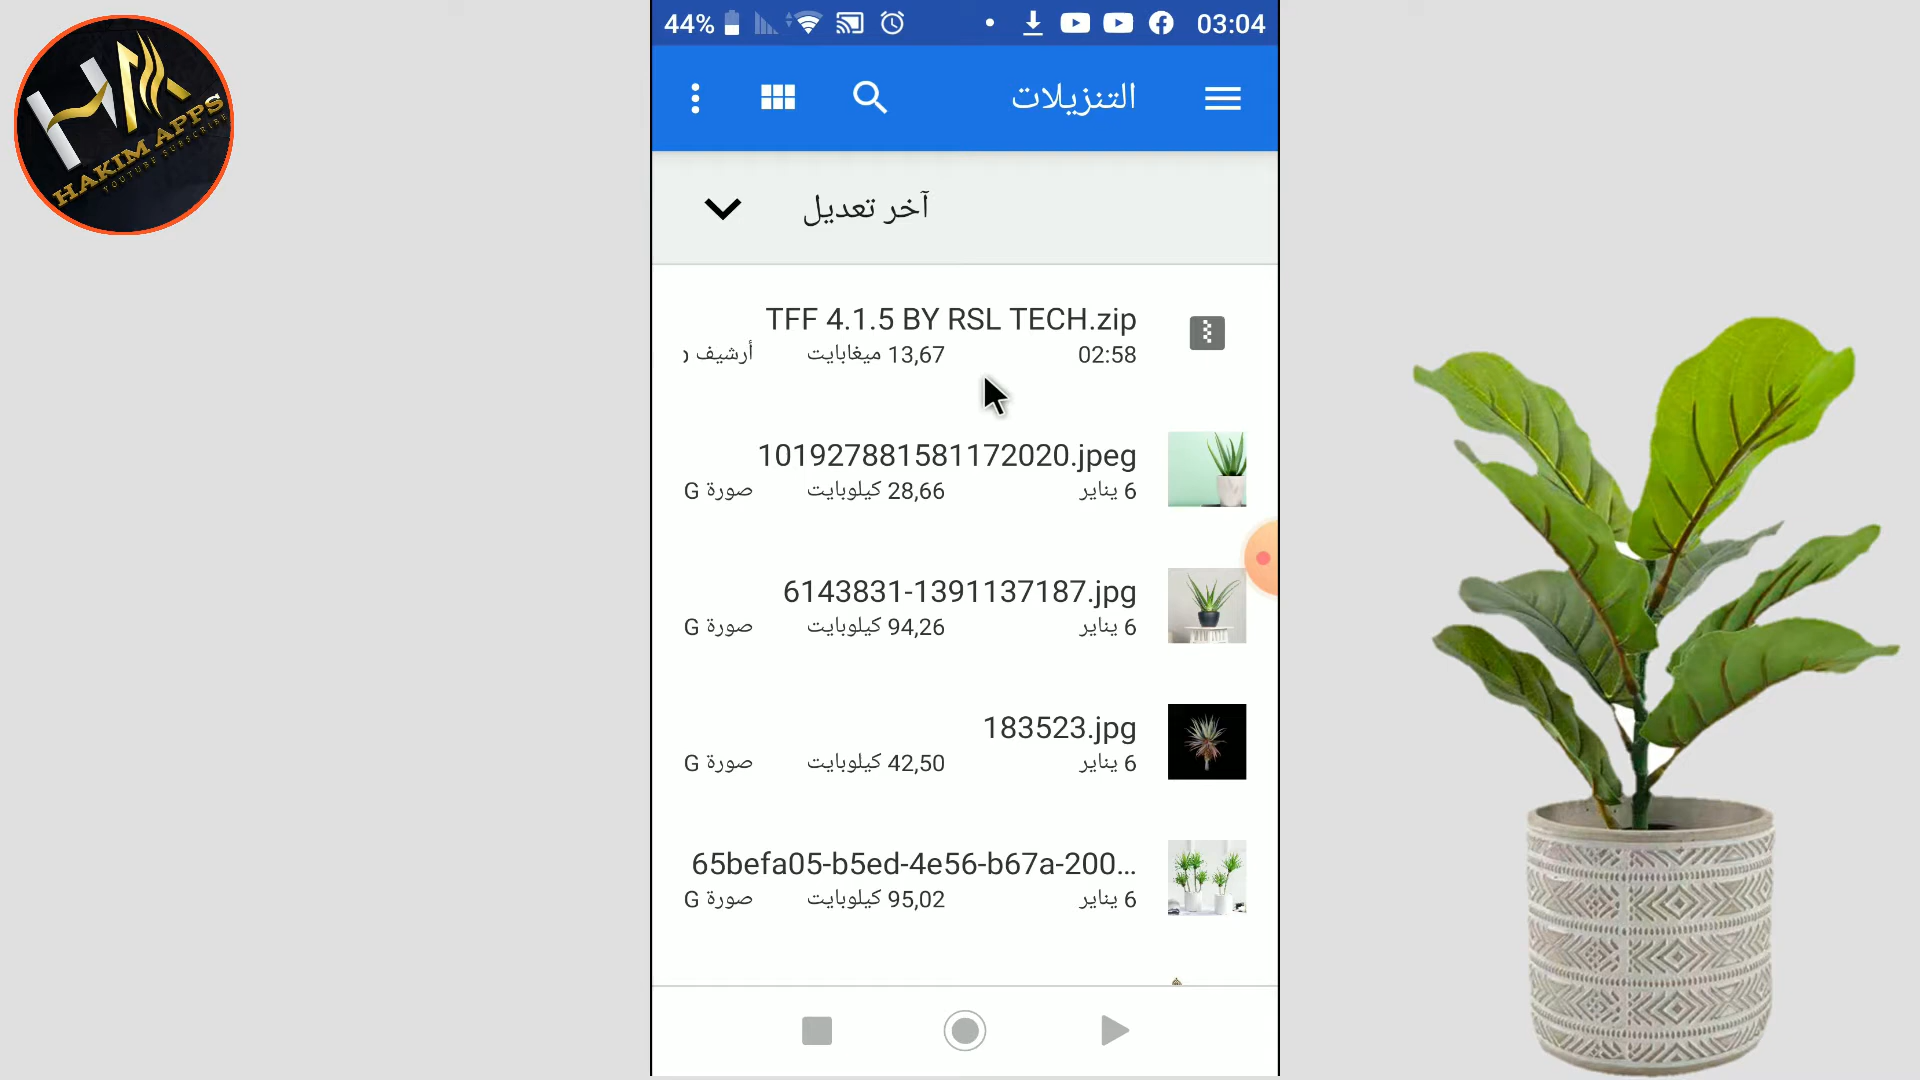 HAKIM APPS
YOUTUBE SUBSCRIBE
44%
03:04
التنزيلات
آخر تعديل
TFF 4.1.5 BY RSL TECH.zip
02:58 13,67 ميغابايت أرشيف
101927881581172020.jpeg
6 يناير 28,66 كيلوبايت صورة G
6143831-1391137187.jpg
6 يناير 94,26 كيلوبايت صورة G
183523.jpg
6 يناير 42,50 كيلوبايت صورة G
65befa05-b5ed-4e56-b67a-200...
6 يناير 95,02 كيلوبايت صورة G